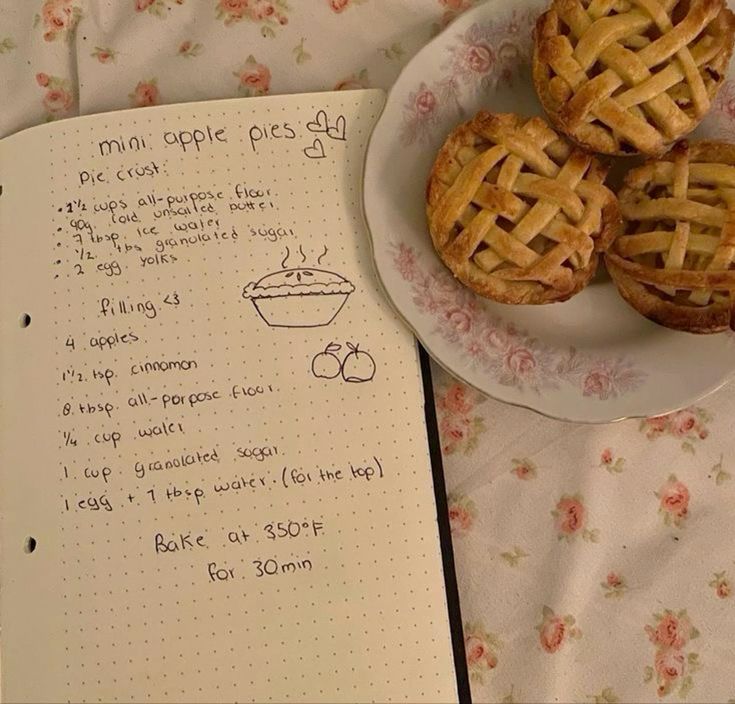 mini apple pies
pie crust:
• 2½ cups all-purpose flour
• 90g cold unsalted butter
• 7 tbsp. ice water
• ½ tbs granulated sugar
• 2 egg yolks
filling <3
4 apples
1½ tsp. cinnamon
8 tbsp. all-porpose flour.
¼ cup water
1 cup granolated sogar.
1 egg + 1 tbsp water. (for the top)
Bake at 350°F
for 30min